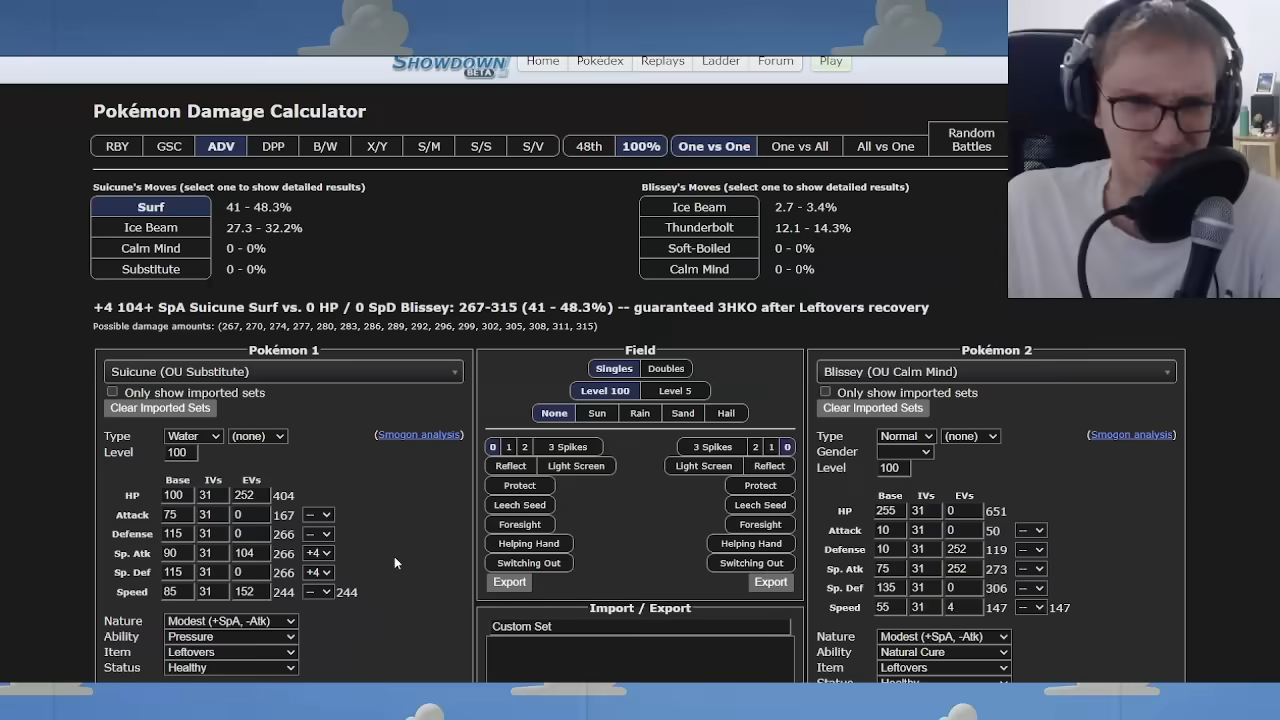 SHOWDOWN
BETA
Home Pokedex Replays Ladder Forum Play
Pokémon Damage Calculator
RBY GSC ADV DPP B/W X/Y S/M S/S S/V 48th 100% One vs One One vs All All vs One Random Battles
Suicune's Moves (select one to show detailed results)
Surf 41 - 48.3%
Ice Beam 27.3 - 32.2%
Calm Mind 0 - 0%
Substitute 0 - 0%
Blissey's Moves (select one to show detailed results)
Ice Beam 2.7 - 3.4%
Thunderbolt 12.1 - 14.3%
Soft-Boiled 0 - 0%
Calm Mind 0 - 0%
+4 104+ SpA Suicune Surf vs. 0 HP / 0 SpD Blissey: 267-315 (41 - 48.3%) -- guaranteed 3HKO after Leftovers recovery
Possible damage amounts: (267, 270, 274, 277, 280, 283, 286, 289, 292, 296, 299, 302, 305, 308, 311, 315)
Pokémon 1
Suicune (OU Substitute)
Only show imported sets
Clear Imported Sets
Type Water (none) (Smogon analysis)
Level 100
Base IVs EVs
HP 100 31 252 404
Attack 75 31 0 167 --
Defense 115 31 0 266 --
Sp. Atk 90 31 104 266 +4
Sp. Def 115 31 0 266 +4
Speed 85 31 152 244 -- 244
Nature Modest (+SpA, -Atk)
Ability Pressure
Item Leftovers
Status Healthy
Field
Singles Doubles
Level 100 Level 5
None Sun Rain Sand Hail
0 1 2 3 Spikes 3 Spikes 2 1 0
Reflect Light Screen Light Screen Reflect
Protect Protect
Leech Seed Leech Seed
Foresight Foresight
Helping Hand Helping Hand
Switching Out Switching Out
Export Export
Import / Export
Custom Set
Pokémon 2
Blissey (OU Calm Mind)
Only show imported sets
Clear Imported Sets
Type Normal (none) (Smogon analysis)
Gender
Level 100
Base IVs EVs
HP 255 31 0 651
Attack 10 31 0 50 --
Defense 10 31 252 119 --
Sp. Atk 75 31 252 273 --
Sp. Def 135 31 0 306 --
Speed 55 31 4 147 -- 147
Nature Modest (+SpA, -Atk)
Ability Natural Cure
Item Leftovers
Status Healthy